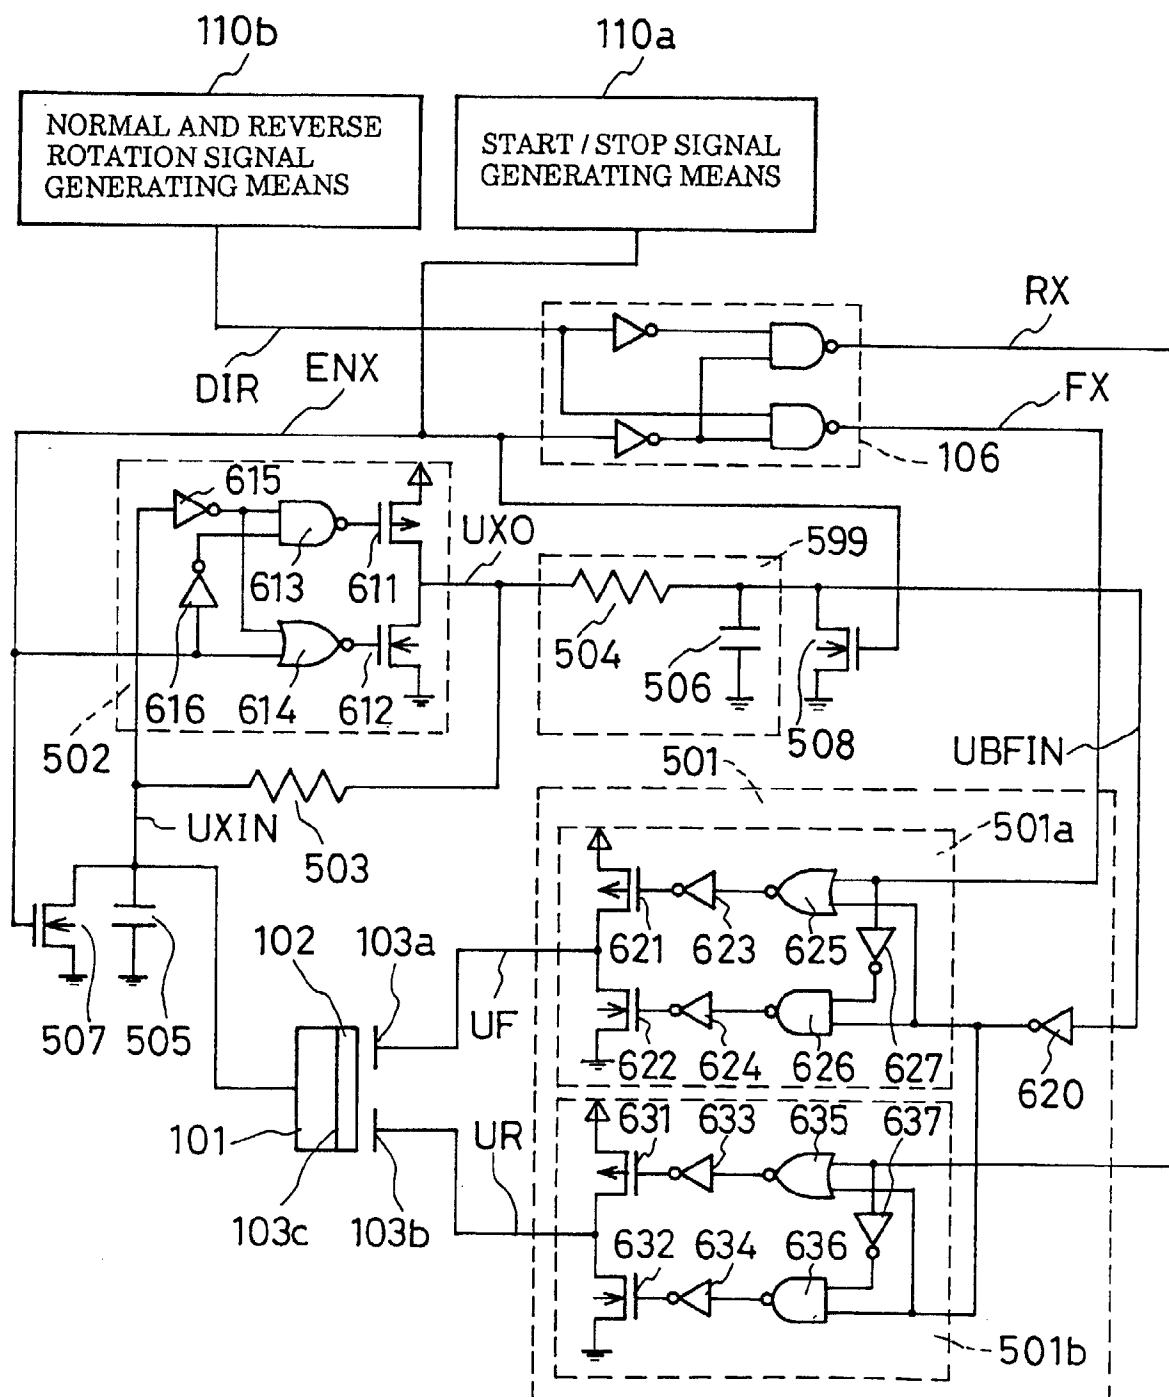 110b
110a
NORMAL AND REVERSE
ROTATION SIGNAL
GENERATING MEANS
START / STOP SIGNAL
GENERATING MEANS
RX
DIR
ENX
FX
106
615
UXO
599
613
611
504
506
616
614
612
508
UBFIN
502
501
UXIN
503
501a
621
623
625
102
103a
UF
507
505
622
624
626
627
620
101
UR
631
633
635
637
103c
103b
632
634
636
501b